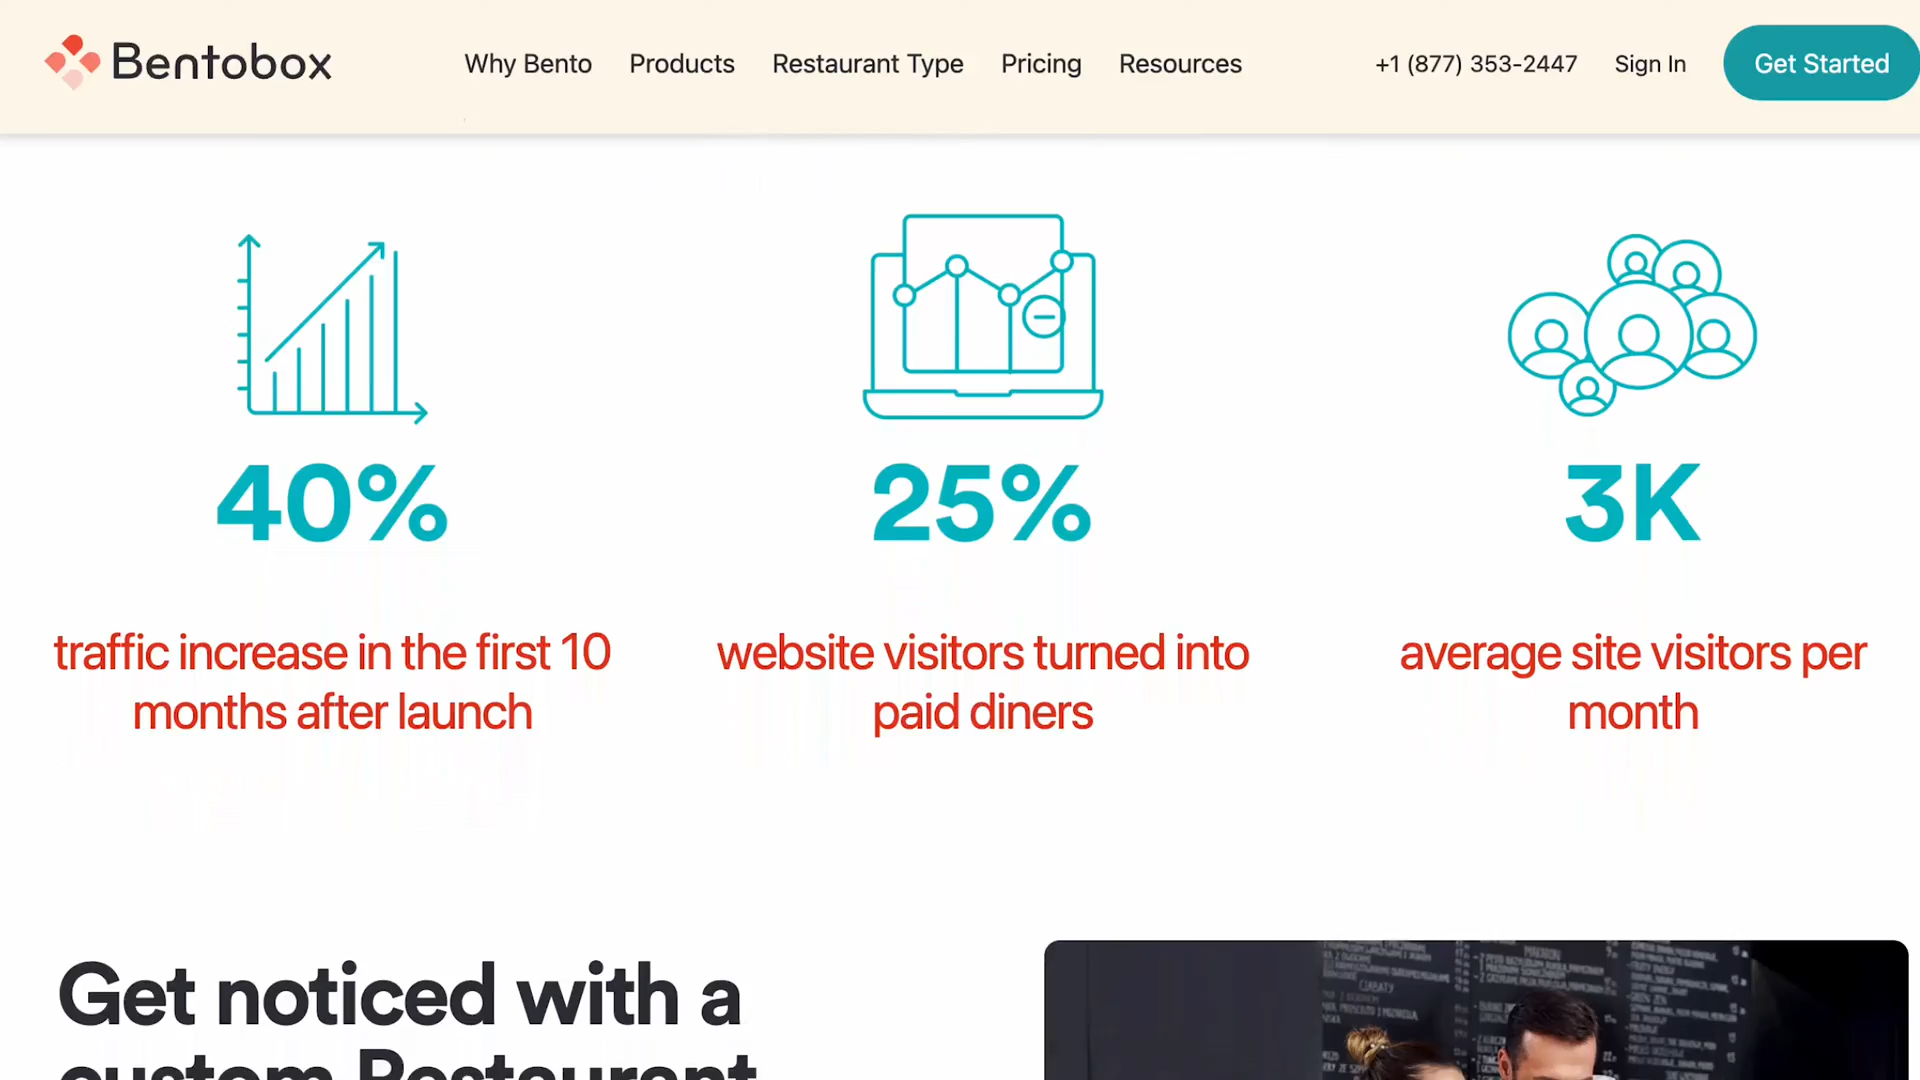 Bentobox
Why Bento
Products
Restaurant Type
Pricing
Resources
+1 (877) 353-2447
Sign In
Get Started
40%
traffic increase in the first 10
months after launch
25%
website visitors turned into
paid diners
3K
average site visitors per
month
Get noticed with a
custom Restaurant